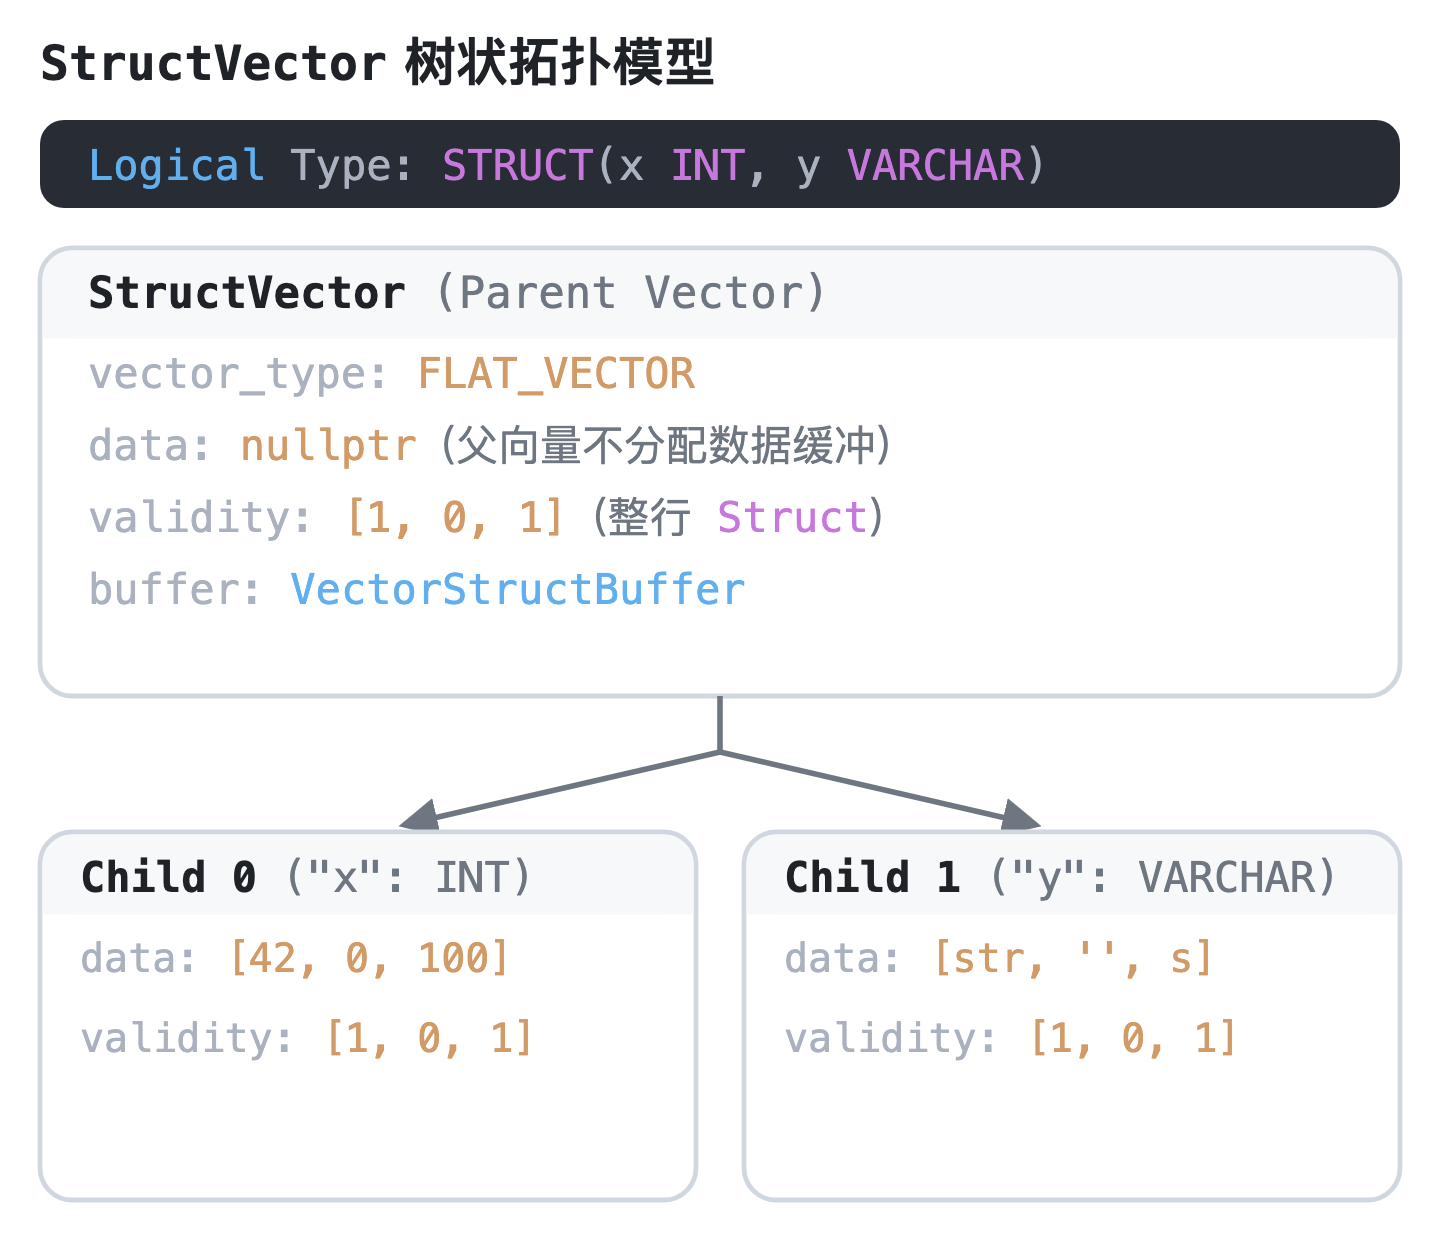 StructVector 树状拓扑模型
Logical Type: STRUCT(x INT, y VARCHAR)
StructVector (Parent Vector)
vector_type: FLAT_VECTOR
data: nullptr (父向量不分配数据缓冲)
validity: [1, 0, 1] (整行 Struct)
buffer: VectorStructBuffer
Child 0 ("x": INT)
data: [42, 0, 100]
validity: [1, 0, 1]
Child 1 ("y": VARCHAR)
data: [str, '', s]
validity: [1, 0, 1]